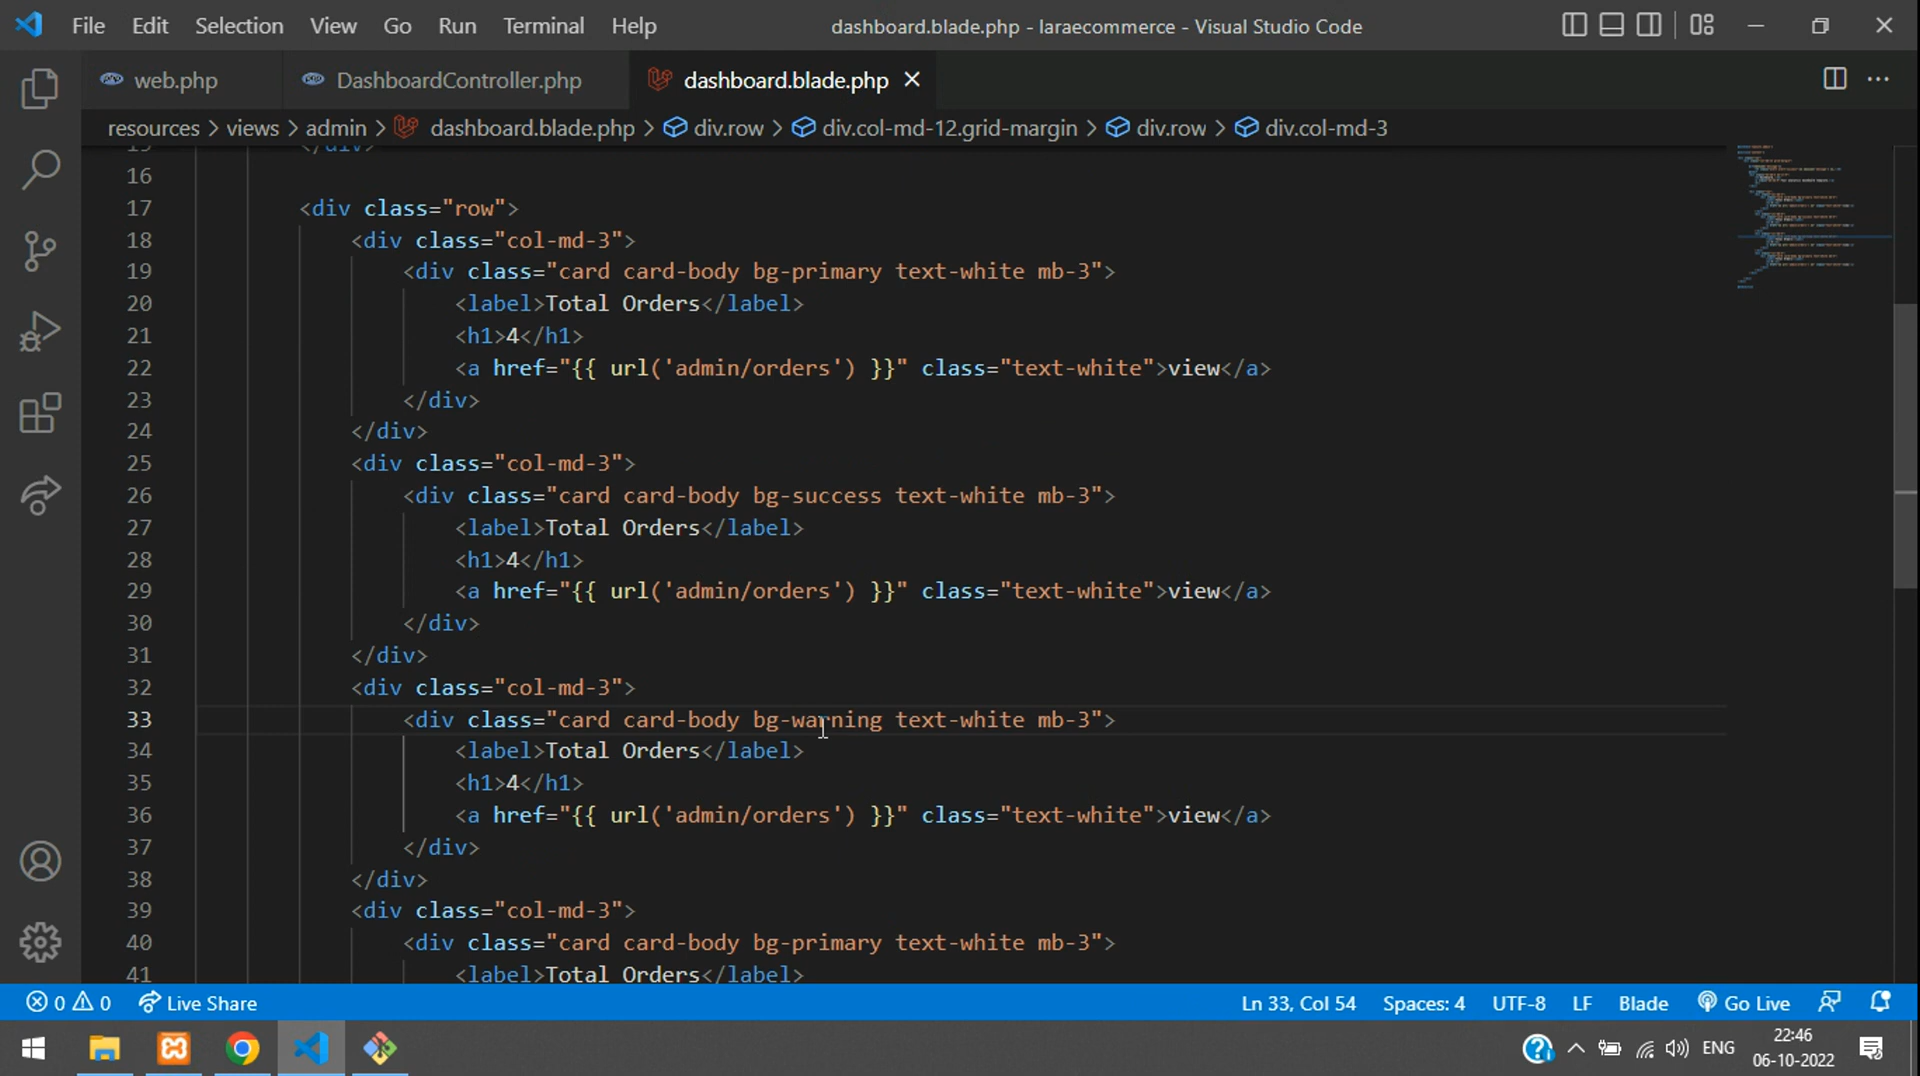 File Edit Selection View Go Run Terminal Help dashboard.blade.php - laraecommerce - Visual Studio Code
web.php DashboardController.php dashboard.blade.php
resources > views > admin > dashboard.blade.php > div.row > div.col-md-12.grid-margin > div.row > div.col-md-3
15 </div>
16
17 <div class="row">
18 <div class="col-md-3">
19 <div class="card card-body bg-primary text-white mb-3">
20 <label>Total Orders</label>
21 <h1>4</h1>
22 <a href="{{ url('admin/orders') }}" class="text-white">view</a>
23 </div>
24 </div>
25 <div class="col-md-3">
26 <div class="card card-body bg-success text-white mb-3">
27 <label>Total Orders</label>
28 <h1>4</h1>
29 <a href="{{ url('admin/orders') }}" class="text-white">view</a>
30 </div>
31 </div>
32 <div class="col-md-3">
33 <div class="card card-body bg-warning text-white mb-3">
34 <label>Total Orders</label>
35 <h1>4</h1>
36 <a href="{{ url('admin/orders') }}" class="text-white">view</a>
37 </div>
38 </div>
39 <div class="col-md-3">
40 <div class="card card-body bg-primary text-white mb-3">
41 <label>Total Orders</label>
0 0 Live Share Ln 33, Col 54 Spaces: 4 UTF-8 LF Blade Go Live
ENG 22:46
06-10-2022